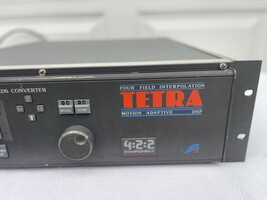 FOUR FIELD INTERPOLATION
DS CONVERTER
TETRA
MOTION ADAPTIVE DSP
4:2:2